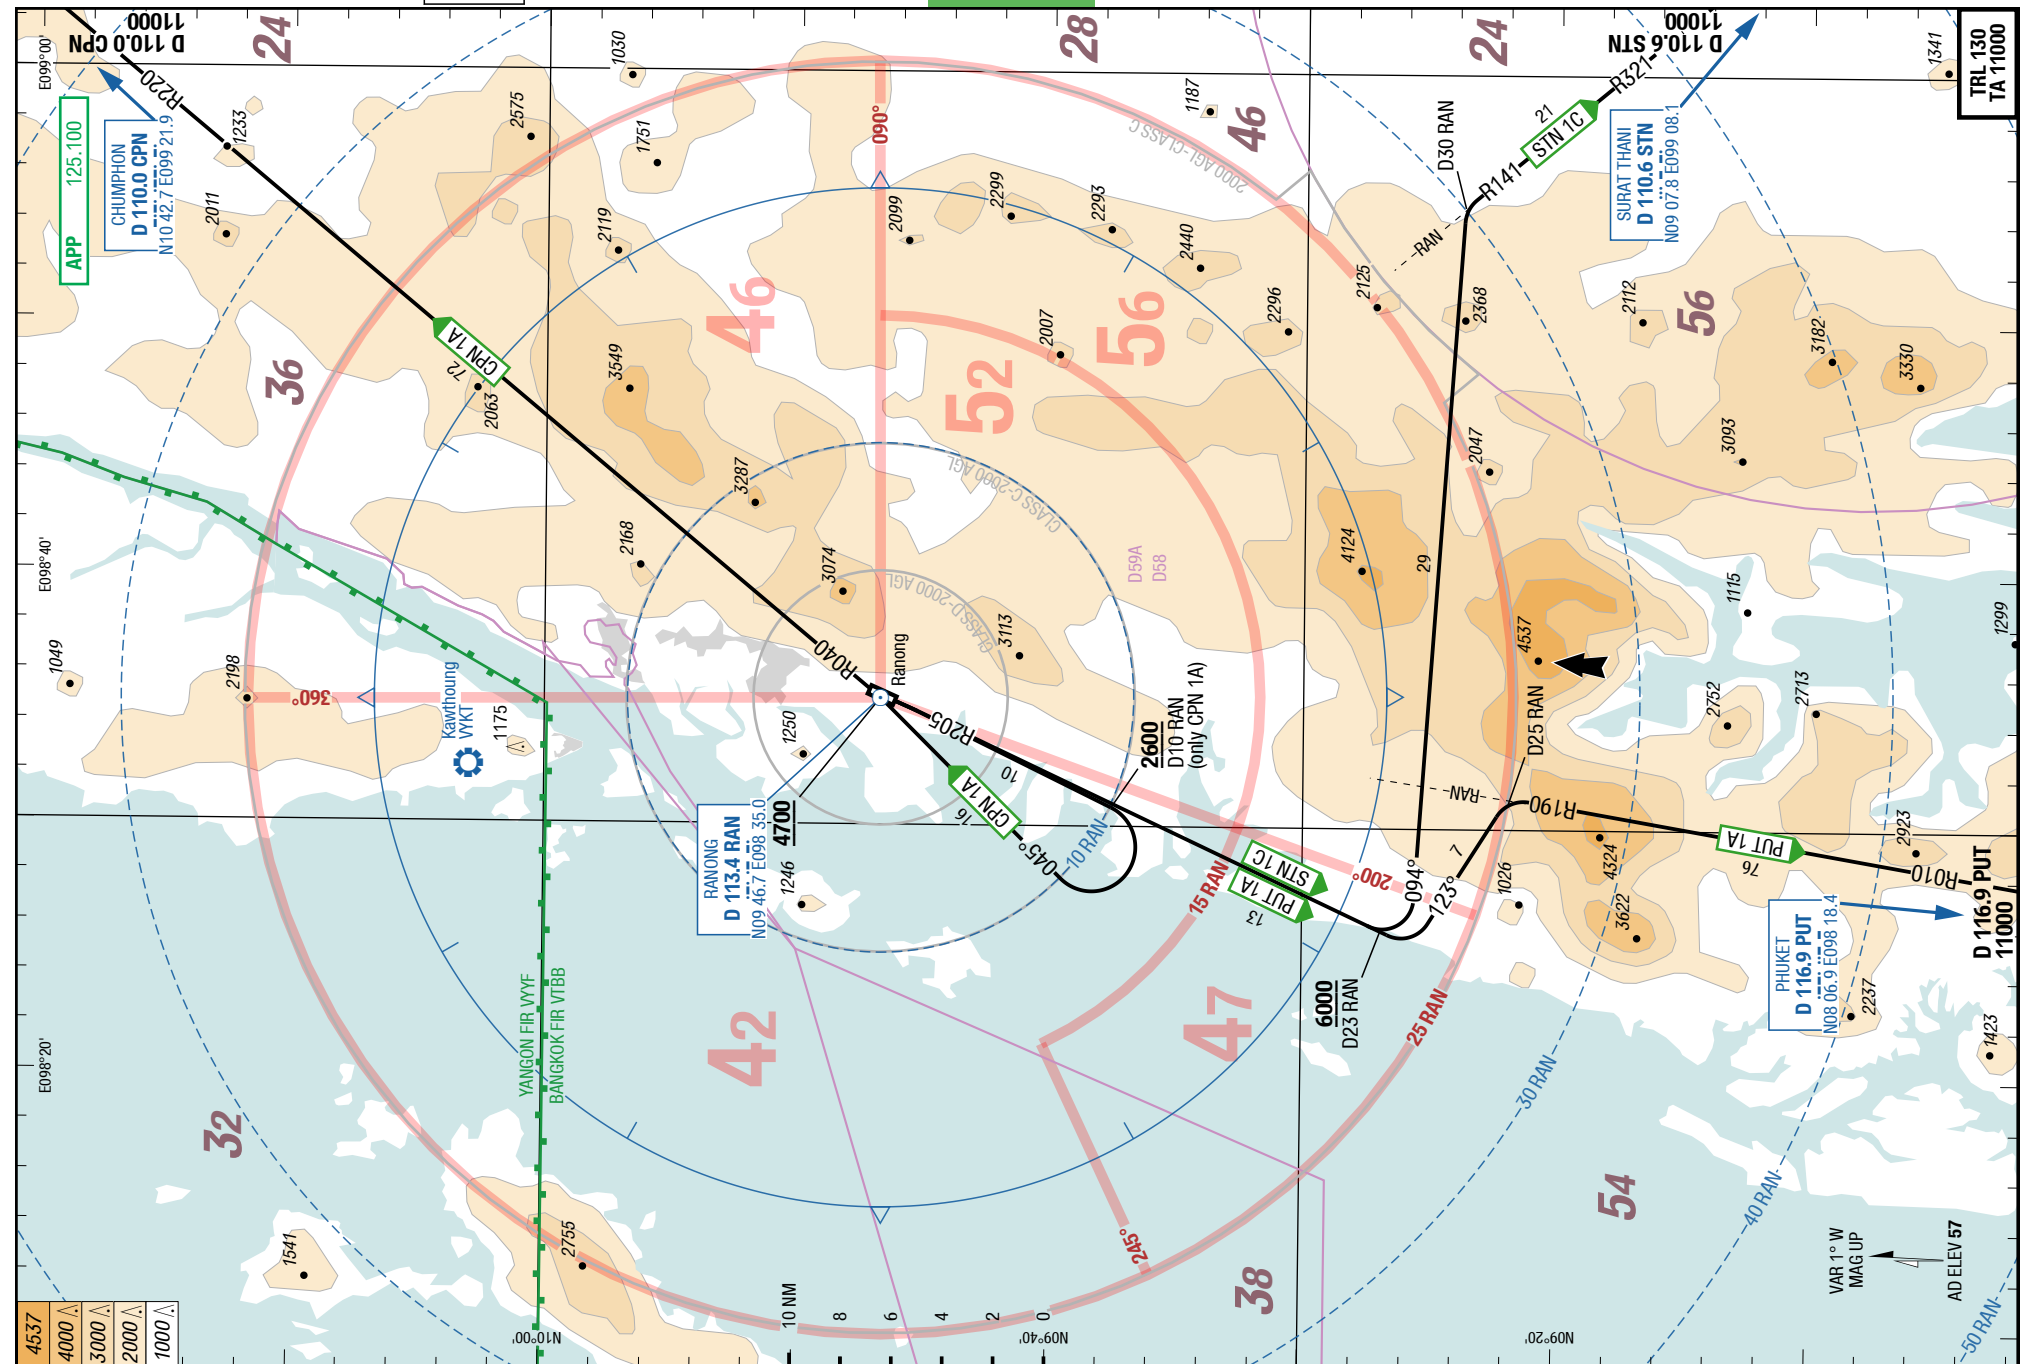 TRL 130
TA 11000
D 110.0 CPN
11000
D 110.6 STN
11000
D 116.9 PUT
11000
APP 125.100
CHUMPHON
D 110.0 CPN
N10 42.7 E099 21.9
SURAT THANI
D 110.6 STN
N09 07.8 E099 08.1
RANONG
D 113.4 RAN
N09 46.7 E098 35.0
PHUKET
D 116.9 PUT
N08 06.9 E098 18.4
E099°00'
E098°40'
E098°20'
N10°00'
N09°40'
N09°20'
24
28
24
36
46
56
32
38
54
46
56
52
42
47
R220
CPN 1A
72
R040
R205
10
CPN 1A
16
045°
4700
2600
D10 RAN
(only CPN 1A)
STN 1C
PUT 1A
13
6000
D23 RAN
094°
123°
7
29
D25 RAN
RAN
R190
PUT 1A
76
R010
D30 RAN
RAN
R141
STN 1C
21
R321
360°
090°
200°
245°
10 RAN
15 RAN
25 RAN
30 RAN
40 RAN
50 RAN
Ranong
Kawthoung
VYKT
YANGON FIR VYYF
BANGKOK FIR VTBB
CLASS D-2000 AGL
CLASS C-2000 AGL
2000 AGL-CLASS C
D59A
D58
1030
1233
2575
1751
2011
2119
1187
1341
2099
2299
2293
2440
2296
2125
2368
2112
3182
3330
2007
3549
2063
3287
2168
3074
3113
2047
3093
4124
1115
1299
4537
2752
2713
1049
2198
1175
1250
1246
1026
4324
3622
2923
2237
1423
1541
2755
4537
4000
3000
2000
1000
10 NM
8
6
4
2
0
VAR 1° W
MAG UP
AD ELEV 57